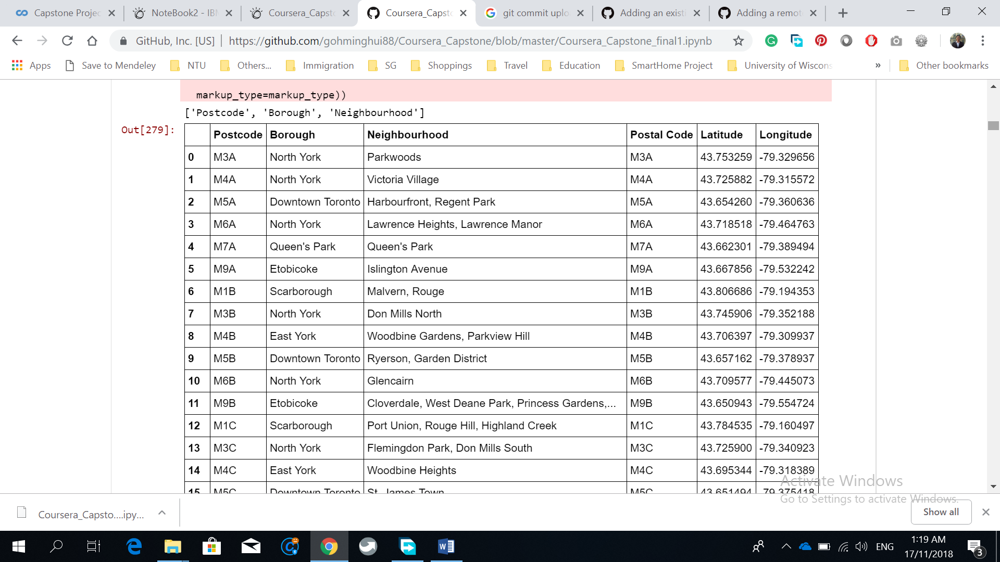 Capstone Projec
NoteBook2 - IBM
Coursera_Capsto
Coursera_Capsto
git commit uplo
Adding an existi
Adding a remot
GitHub, Inc. [US] | https://github.com/gohminghui88/Coursera_Capstone/blob/master/Coursera_Capstone_final1.ipynb
Apps Save to Mendeley NTU Others... Immigration SG Shoppings Travel Education SmartHome Project University of Wiscons » Other bookmarks
markup_type=markup_type))
['Postcode', 'Borough', 'Neighbourhood']
Out[279]:
Postcode Borough Neighbourhood Postal Code Latitude Longitude
0 M3A North York Parkwoods M3A 43.753259 -79.329656
1 M4A North York Victoria Village M4A 43.725882 -79.315572
2 M5A Downtown Toronto Harbourfront, Regent Park M5A 43.654260 -79.360636
3 M6A North York Lawrence Heights, Lawrence Manor M6A 43.718518 -79.464763
4 M7A Queen's Park Queen's Park M7A 43.662301 -79.389494
5 M9A Etobicoke Islington Avenue M9A 43.667856 -79.532242
6 M1B Scarborough Malvern, Rouge M1B 43.806686 -79.194353
7 M3B North York Don Mills North M3B 43.745906 -79.352188
8 M4B East York Woodbine Gardens, Parkview Hill M4B 43.706397 -79.309937
9 M5B Downtown Toronto Ryerson, Garden District M5B 43.657162 -79.378937
10 M6B North York Glencairn M6B 43.709577 -79.445073
11 M9B Etobicoke Cloverdale, West Deane Park, Princess Gardens,... M9B 43.650943 -79.554724
12 M1C Scarborough Port Union, Rouge Hill, Highland Creek M1C 43.784535 -79.160497
13 M3C North York Flemingdon Park, Don Mills South M3C 43.725900 -79.340923
14 M4C East York Woodbine Heights M4C 43.695344 -79.318389
15 M5C Downtown Toronto St. James Town M5C 43.651494 -79.375418
Activate Windows
Go to Settings to activate Windows.
Coursera_Capsto....ipy...
Show all
ENG
1:19 AM
17/11/2018
3